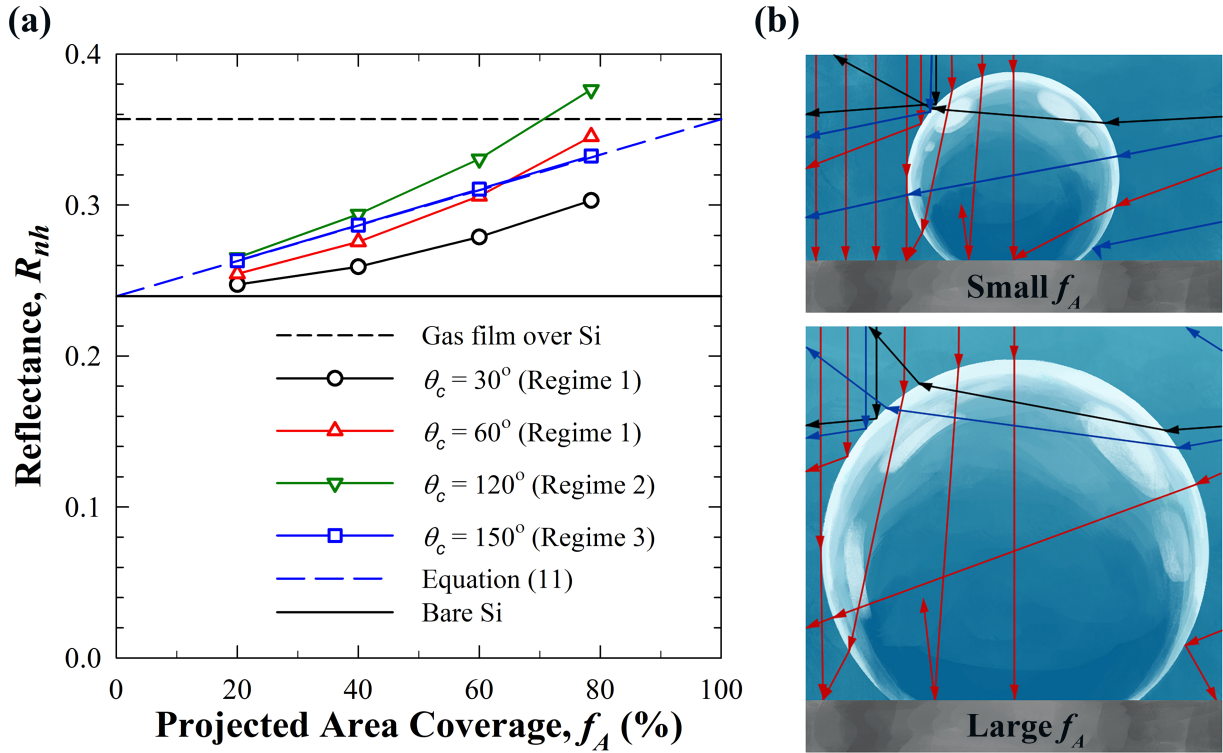 (a)
(b)
0.4
0.3
0.2
0.1
0.0
Reflectance, R_nh
Gas film over Si
θ_c = 30° (Regime 1)
θ_c = 60° (Regime 1)
θ_c = 120° (Regime 2)
θ_c = 150° (Regime 3)
Equation (11)
Bare Si
0 20 40 60 80 100
Projected Area Coverage, f_A (%)
Small f_A
Large f_A